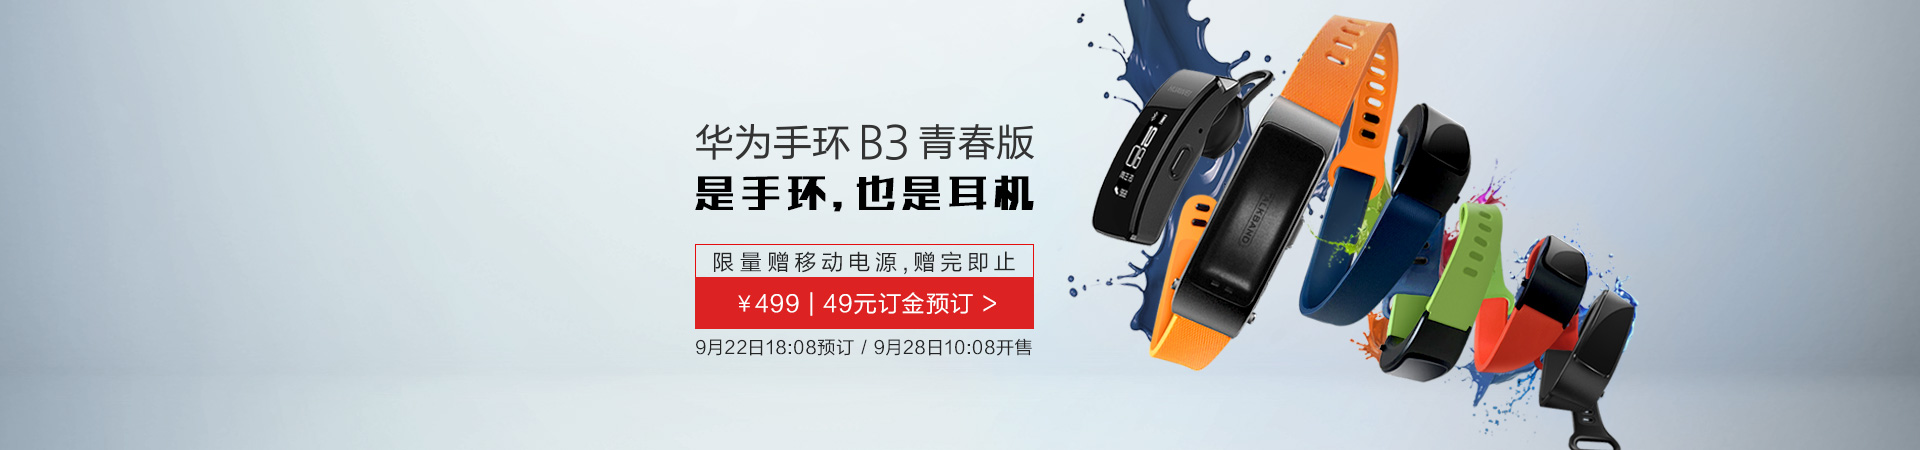 华为手环 B3 青春版
是手环，也是耳机
限量赠移动电源，赠完即止
￥499 | 49元订金预订 >
9月22日18:08预订 / 9月28日10:08开售
TALKBAND